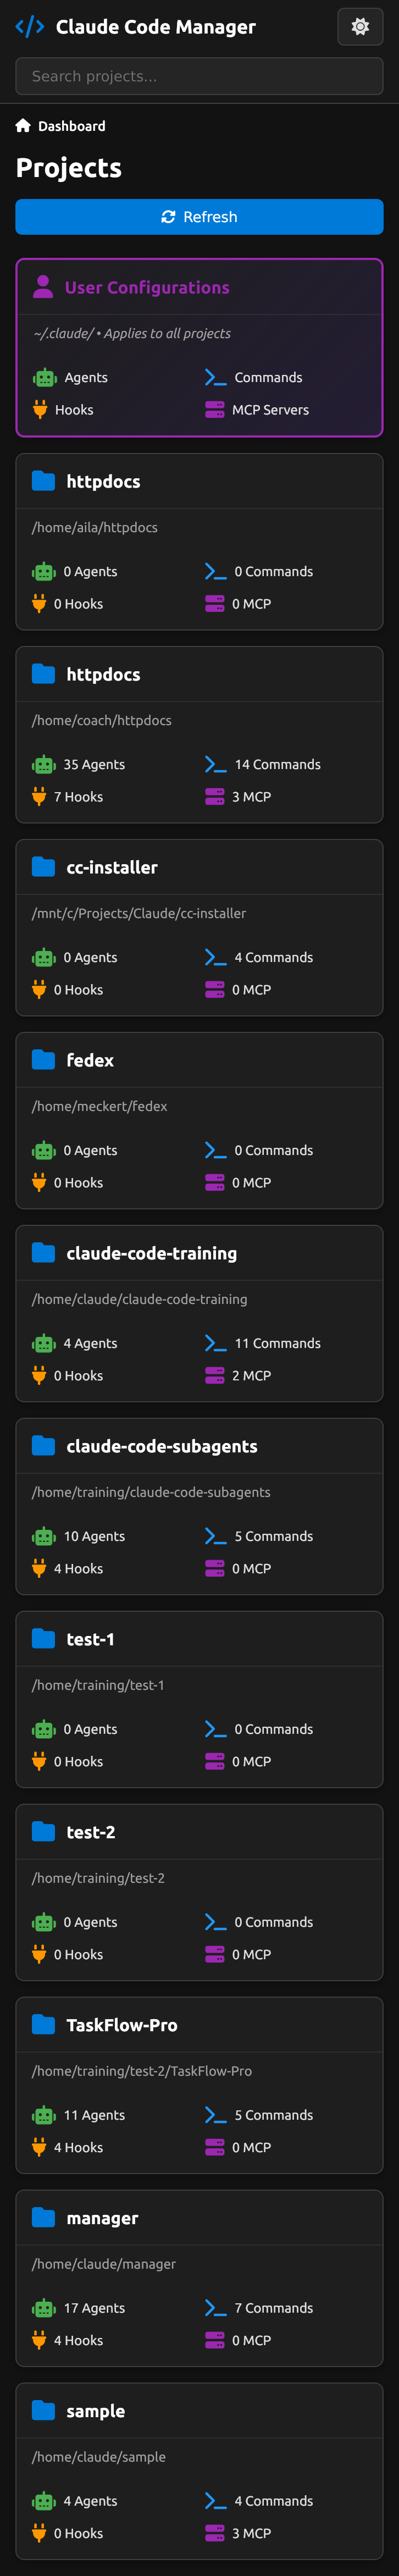 Claude Code Manager
Search projects...
Dashboard
Projects
Refresh
User Configurations
~/.claude/ • Applies to all projects
Agents Commands
Hooks MCP Servers
httpdocs
/home/aila/httpdocs
0 Agents 0 Commands
0 Hooks 0 MCP
httpdocs
/home/coach/httpdocs
35 Agents 14 Commands
7 Hooks 3 MCP
cc-installer
/mnt/c/Projects/Claude/cc-installer
0 Agents 4 Commands
0 Hooks 0 MCP
fedex
/home/meckert/fedex
0 Agents 0 Commands
0 Hooks 0 MCP
claude-code-training
/home/claude/claude-code-training
4 Agents 11 Commands
0 Hooks 2 MCP
claude-code-subagents
/home/training/claude-code-subagents
10 Agents 5 Commands
4 Hooks 0 MCP
test-1
/home/training/test-1
0 Agents 0 Commands
0 Hooks 0 MCP
test-2
/home/training/test-2
0 Agents 0 Commands
0 Hooks 0 MCP
TaskFlow-Pro
/home/training/test-2/TaskFlow-Pro
11 Agents 5 Commands
4 Hooks 0 MCP
manager
/home/claude/manager
17 Agents 7 Commands
4 Hooks 0 MCP
sample
/home/claude/sample
4 Agents 4 Commands
0 Hooks 3 MCP